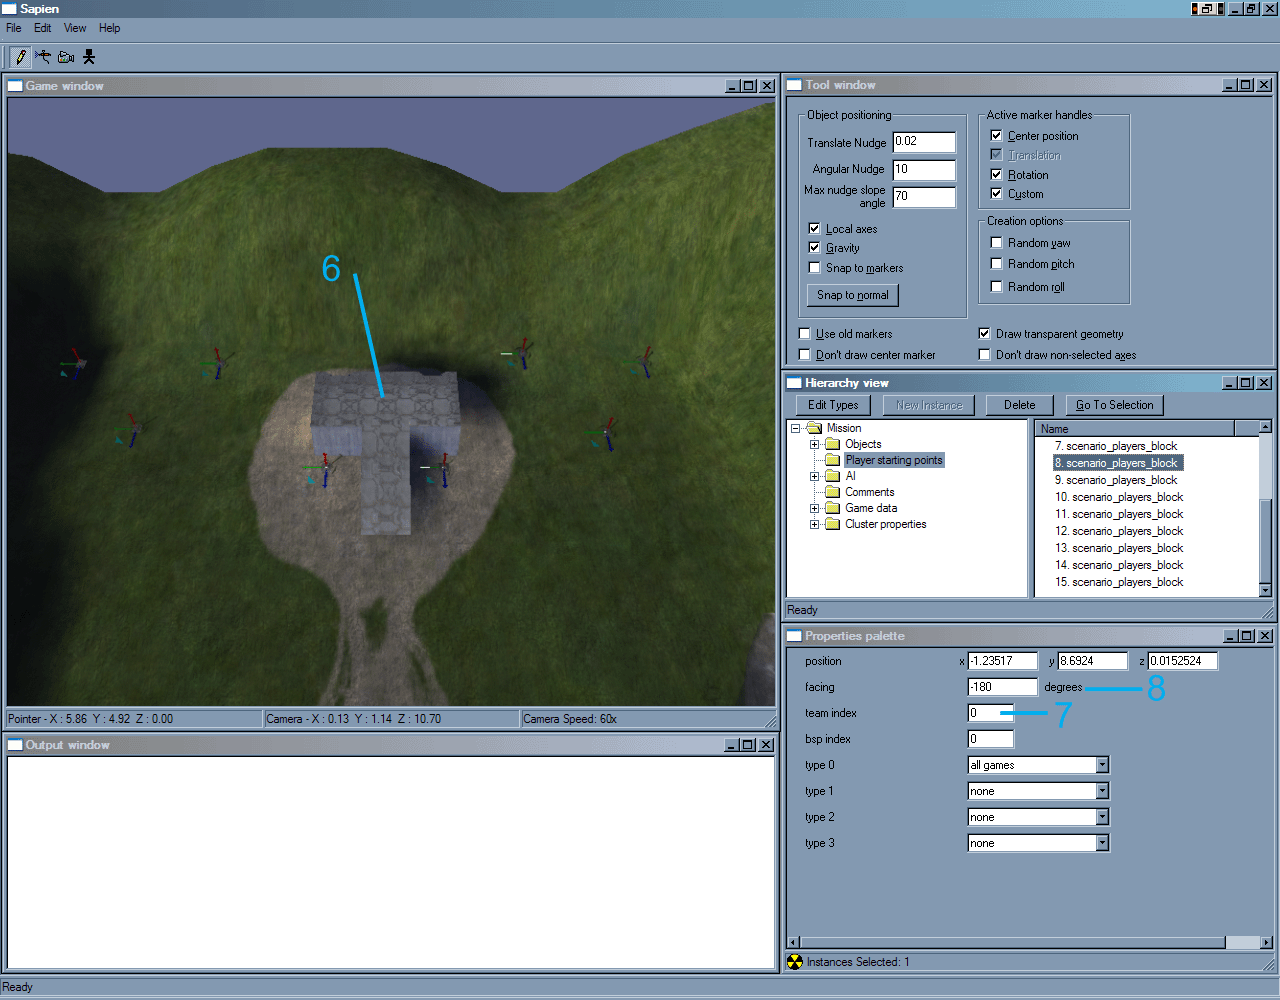 Sapien
File Edit View Help
Game window
6
Pointer - X : 5.86 Y : 4.92 Z : 0.00
Camera - X : 0.13 Y : 1.14 Z : 10.70
Camera Speed: 60x
Output window
Tool window
Object positioning
Translate Nudge 0.02
Angular Nudge 10
Max nudge slope
angle 70
Local axes
Gravity
Snap to markers
Snap to normal
Active marker handles
Center position
Translation
Rotation
Custom
Creation options
Random yaw
Random pitch
Random roll
Use old markers
Draw transparent geometry
Don't draw center marker
Don't draw non-selected axes
Hierarchy view
Edit Types New Instance Delete Go To Selection
Mission
Objects
Player starting points
AI
Comments
Game data
Cluster properties
Name
7. scenario_players_block
8. scenario_players_block
9. scenario_players_block
10. scenario_players_block
11. scenario_players_block
12. scenario_players_block
13. scenario_players_block
14. scenario_players_block
15. scenario_players_block
Ready
Properties palette
position x -1.23517 y 8.6924 z 0.0152524
facing -180 degrees 8
team index 0 7
bsp index 0
type 0 all games
type 1 none
type 2 none
type 3 none
Instances Selected: 1
Ready